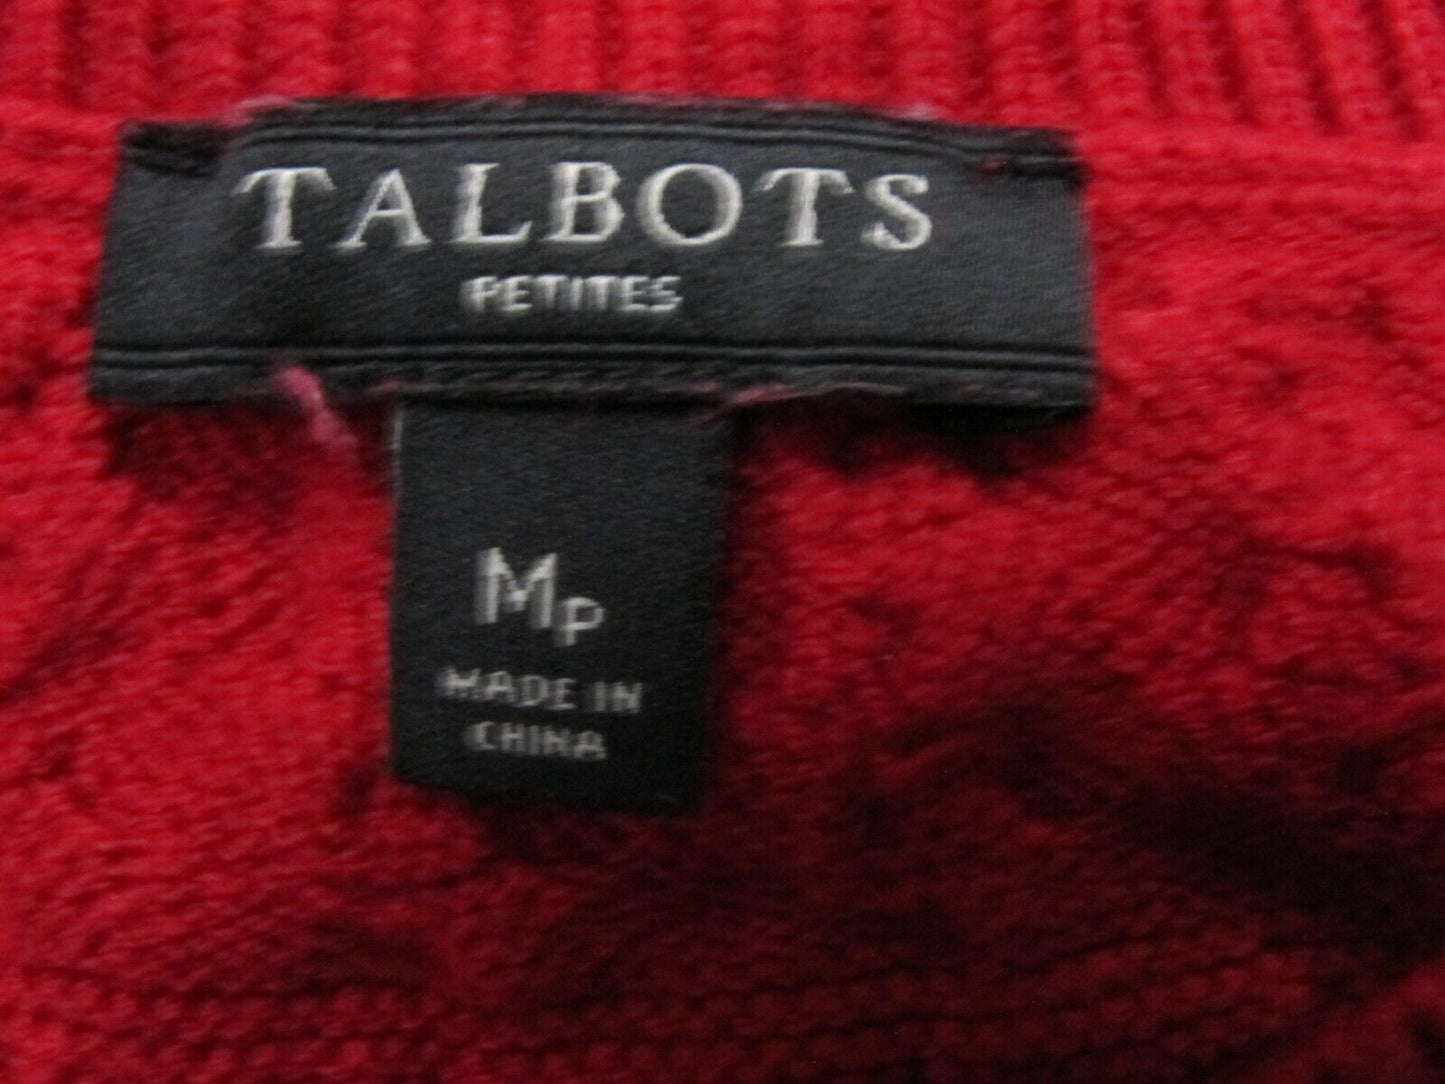 TALBOTS
PETITES
MP
MADE IN
CHINA